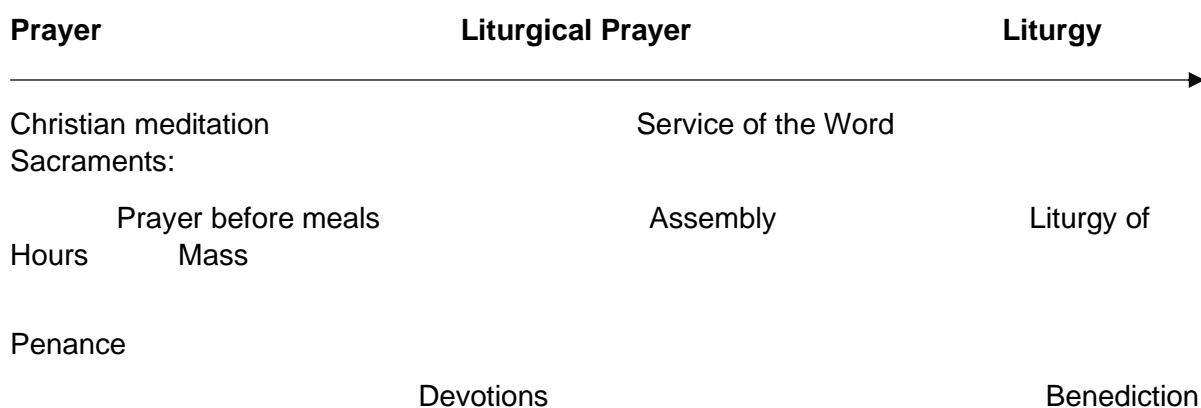 Prayer Liturgical Prayer Liturgy
Christian meditation Service of the Word
Sacraments:
Prayer before meals Assembly Liturgy of
Hours Mass
Penance
Devotions Benediction